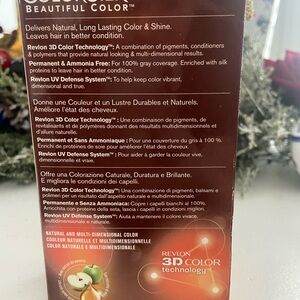 BEAUTIFUL COLOR™
Delivers Natural, Long Lasting Color & Shine.
Leaves hair in better condition.
Revlon 3D Color Technology™: A combination of pigments, conditioners
& polymers that provide natural looking & multi-dimensional results.
Permanent & Ammonia Free: For 100% gray coverage. Enriched with silk
proteins to leave hair in better condition.
Revlon UV Defense System™: To help keep color vibrant,
dimensional and true.
Donne une Couleur et un Lustre Durables et Naturels.
Améliore l'état des cheveux.
Revlon 3D Color Technology™: Une combinaison de pigments, de
revitalisants et de polymères donnant des résultats multidimensionnels et
d'allure naturelle.
Permanent et Sans Ammoniaque : Pour une couverture du gris à 100 %.
Enrichi de protéines de soie pour améliorer l'état des cheveux.
Revlon UV Defense System™: Pour aider à garder la couleur vive,
dimensionnelle et vraie.
Offre una Colorazione Naturale, Duratura e Brillante.
E migliora le condizioni dei capelli.
Revlon 3D Color Technology™: Una combinazione di pigmenti, balsami e
polimeri per un risultato dall'aspetto naturale e multidimensionale.
Permanente e Senza Ammoniaca: Copre i capelli bianchi al 100%.
Arricchita con proteine della seta, lascia i capelli in condizioni migliori.
Revlon UV Defense System™: Aiuta a mantenere il colore vivace,
multidimensionale e naturale.
NATURAL AND MULTI-DIMENSIONAL COLOR
COULEUR NATURELLE ET MULTIDIMENSIONNELLE
COLORE NATURALE E MULTIDIMENSIONALE
REVLON
3D COLOR
technology™